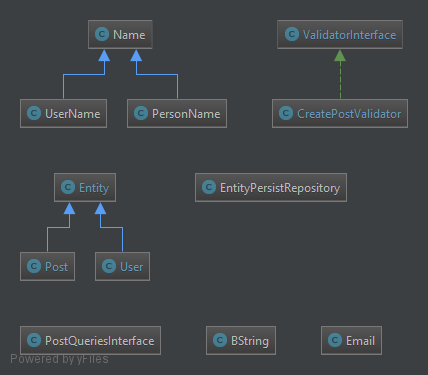 C Name
C ValidatorInterface
C UserName
C PersonName
C CreatePostValidator
C Entity
C EntityPersistRepository
C Post
C User
C PostQueriesInterface
C BString
C Email
Powered by yFiles